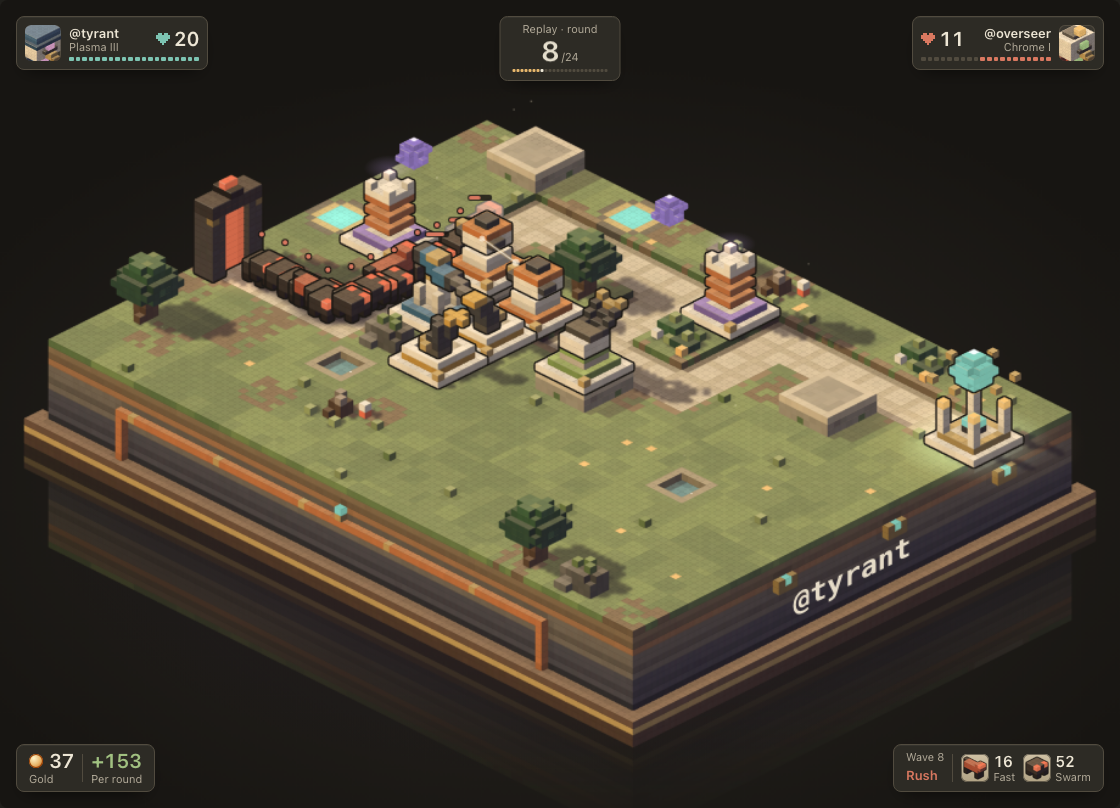 @tyrant
Plasma III
20
Replay · round
8/24
11
@overseer
Chrome I
@tyrant
37
Gold
+153
Per round
Wave 8
Rush
16
Fast
52
Swarm